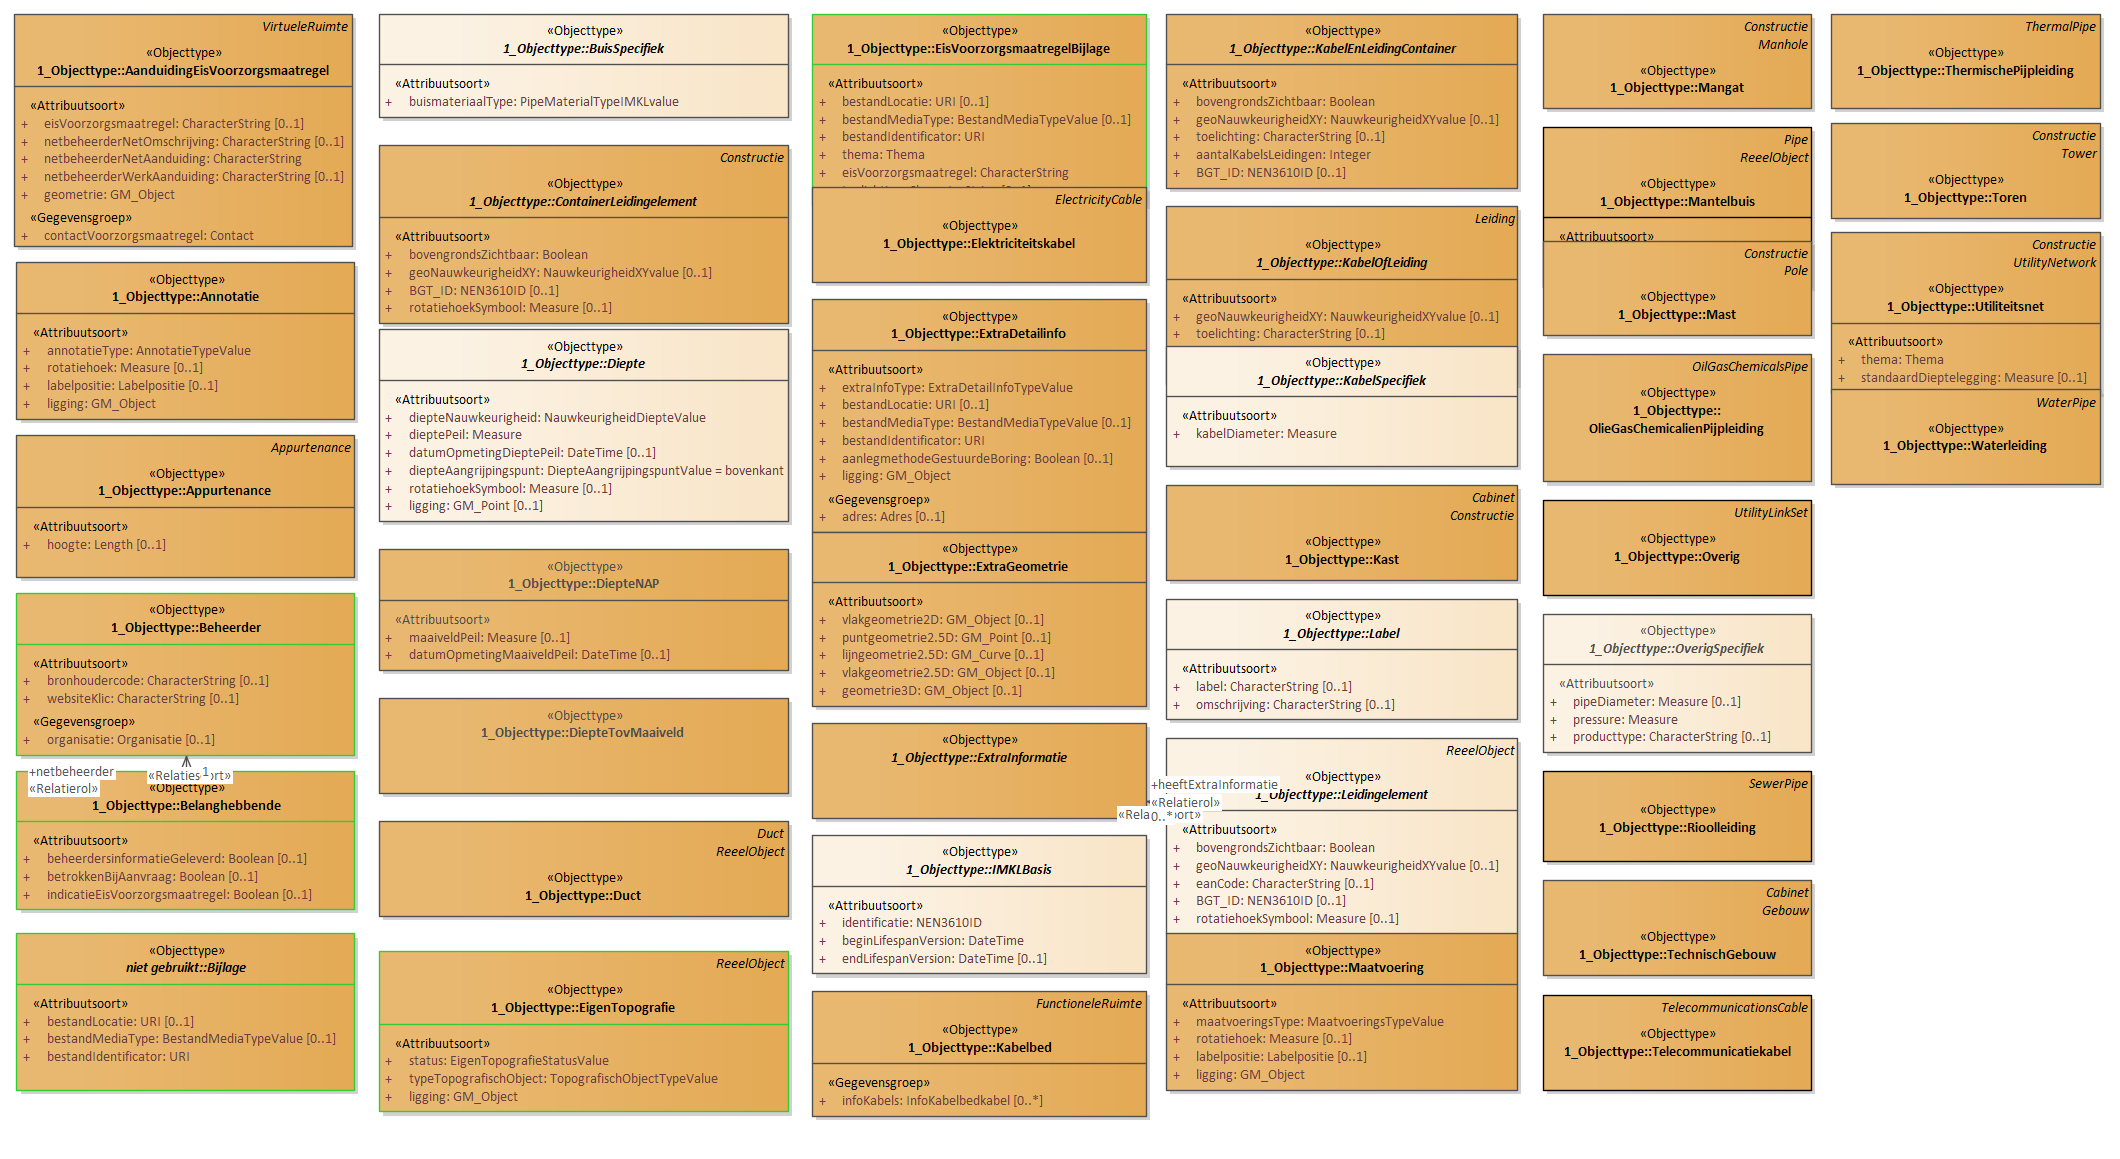 VirtueleRuimte
«Objecttype»
1_Objecttype::AanduidingEisVoorzorgsmaatregel
«Attribuutsoort»
+ eisVoorzorgsmaatregel: CharacterString [0..1]
+ netbeheerderNetOmschrijving: CharacterString [0..1]
+ netbeheerderNetAanduiding: CharacterString
+ netbeheerderWerkAanduiding: CharacterString [0..1]
+ geometrie: GM_Object
«Gegevensgroep»
+ contactVoorzorgsmaatregel: Contact
«Objecttype»
1_Objecttype::Annotatie
«Attribuutsoort»
+ annotatieType: AnnotatieTypeValue
+ rotatiehoek: Measure [0..1]
+ labelpositie: Labelpositie [0..1]
+ ligging: GM_Object
Appurtenance
«Objecttype»
1_Objecttype::Appurtenance
«Attribuutsoort»
+ hoogte: Length [0..1]
«Objecttype»
1_Objecttype::Beheerder
«Attribuutsoort»
+ bronhoudercode: CharacterString [0..1]
+ websiteKlic: CharacterString [0..1]
«Gegevensgroep»
+ organisatie: Organisatie [0..1]
+netbeheerder
«Relatierol»
1
«Objecttype»
1_Objecttype::Belanghebbende
«Attribuutsoort»
+ beheerdersinformatieGeleverd: Boolean [0..1]
+ betrokkenBijAanvraag: Boolean [0..1]
+ indicatieEisVoorzorgsmaatregel: Boolean [0..1]
«Objecttype»
niet gebruikt::Bijlage
«Attribuutsoort»
+ bestandLocatie: URI [0..1]
+ bestandMediaType: BestandMediaTypeValue [0..1]
+ bestandIdentificator: URI
«Objecttype»
1_Objecttype::BuisSpecifiek
«Attribuutsoort»
+ buismateriaalType: PipeMaterialTypeIMKLvalue
Constructie
«Objecttype»
1_Objecttype::ContainerLeidingelement
«Attribuutsoort»
+ bovengrondsZichtbaar: Boolean
+ geoNauwkeurigheidXY: NauwkeurigheidXYvalue [0..1]
+ BGT_ID: NEN3610ID [0..1]
+ rotatiehoekSymbool: Measure [0..1]
«Objecttype»
1_Objecttype::Diepte
«Attribuutsoort»
+ diepteNauwkeurigheid: NauwkeurigheidDiepteValue
+ dieptePeil: Measure
+ datumOpmetingDieptePeil: DateTime [0..1]
+ diepteAangrijpingspunt: DiepteAangrijpingspuntValue = bovenkant
+ rotatiehoekSymbool: Measure [0..1]
+ ligging: GM_Point [0..1]
«Objecttype»
1_Objecttype::DiepteNAP
«Attribuutsoort»
+ maaiveldPeil: Measure [0..1]
+ datumOpmetingMaaiveldPeil: DateTime [0..1]
«Objecttype»
1_Objecttype::DiepteTovMaaiveld
Duct
ReeelObject
«Objecttype»
1_Objecttype::Duct
ReeelObject
«Objecttype»
1_Objecttype::EigenTopografie
«Attribuutsoort»
+ status: EigenTopografieStatusValue
+ typeTopografischObject: TopografischObjectTypeValue
+ ligging: GM_Object
«Objecttype»
1_Objecttype::EisVoorzorgsmaatregelBijlage
«Attribuutsoort»
+ bestandLocatie: URI [0..1]
+ bestandMediaType: BestandMediaTypeValue [0..1]
+ bestandIdentificator: URI
+ thema: Thema
+ eisVoorzorgsmaatregel: CharacterString
ElectricityCable
«Objecttype»
1_Objecttype::Elektriciteitskabel
«Objecttype»
1_Objecttype::ExtraDetailinfo
«Attribuutsoort»
+ extraInfoType: ExtraDetailInfoTypeValue
+ bestandLocatie: URI [0..1]
+ bestandMediaType: BestandMediaTypeValue [0..1]
+ bestandIdentificator: URI
+ aanlegmethodeGestuurdeBoring: Boolean [0..1]
+ ligging: GM_Object
«Gegevensgroep»
+ adres: Adres [0..1]
«Objecttype»
1_Objecttype::ExtraGeometrie
«Attribuutsoort»
+ vlakgeometrie2D: GM_Object [0..1]
+ puntgeometrie2.5D: GM_Point [0..1]
+ lijngeometrie2.5D: GM_Curve [0..1]
+ vlakgeometrie2.5D: GM_Object [0..1]
+ geometrie3D: GM_Object [0..1]
«Objecttype»
1_Objecttype::ExtraInformatie
+heeftExtraInformatie
«Relatierol»
0..*
«Objecttype»
1_Objecttype::IMKLBasis
«Attribuutsoort»
+ identificatie: NEN3610ID
+ beginLifespanVersion: DateTime
+ endLifespanVersion: DateTime [0..1]
FunctioneleRuimte
«Objecttype»
1_Objecttype::Kabelbed
«Gegevensgroep»
+ infoKabels: InfoKabelbedkabel [0..*]
«Objecttype»
1_Objecttype::KabelEnLeidingContainer
«Attribuutsoort»
+ bovengrondsZichtbaar: Boolean
+ geoNauwkeurigheidXY: NauwkeurigheidXYvalue [0..1]
+ toelichting: CharacterString [0..1]
+ aantalKabelsLeidingen: Integer
+ BGT_ID: NEN3610ID [0..1]
Leiding
«Objecttype»
1_Objecttype::KabelOfLeiding
«Attribuutsoort»
+ geoNauwkeurigheidXY: NauwkeurigheidXYvalue [0..1]
+ toelichting: CharacterString [0..1]
«Objecttype»
1_Objecttype::KabelSpecifiek
«Attribuutsoort»
+ kabelDiameter: Measure
Cabinet
Constructie
«Objecttype»
1_Objecttype::Kast
«Objecttype»
1_Objecttype::Label
«Attribuutsoort»
+ label: CharacterString [0..1]
+ omschrijving: CharacterString [0..1]
ReeelObject
«Objecttype»
1_Objecttype::Leidingelement
«Attribuutsoort»
+ bovengrondsZichtbaar: Boolean
+ geoNauwkeurigheidXY: NauwkeurigheidXYvalue [0..1]
+ eanCode: CharacterString [0..1]
+ BGT_ID: NEN3610ID [0..1]
+ rotatiehoekSymbool: Measure [0..1]
«Objecttype»
1_Objecttype::Maatvoering
«Attribuutsoort»
+ maatvoeringsType: MaatvoeringsTypeValue
+ rotatiehoek: Measure [0..1]
+ labelpositie: Labelpositie [0..1]
+ ligging: GM_Object
Constructie
Manhole
«Objecttype»
1_Objecttype::Mangat
Pipe
ReeelObject
«Objecttype»
1_Objecttype::Mantelbuis
«Attribuutsoort»
Constructie
Pole
«Objecttype»
1_Objecttype::Mast
OilGasChemicalsPipe
«Objecttype»
1_Objecttype::
OlieGasChemicalienPijpleiding
UtilityLinkSet
«Objecttype»
1_Objecttype::Overig
«Objecttype»
1_Objecttype::OverigSpecifiek
«Attribuutsoort»
+ pipeDiameter: Measure [0..1]
+ pressure: Measure
+ producttype: CharacterString [0..1]
SewerPipe
«Objecttype»
1_Objecttype::Rioolleiding
Cabinet
Gebouw
«Objecttype»
1_Objecttype::TechnischGebouw
TelecommunicationsCable
«Objecttype»
1_Objecttype::Telecommunicatiekabel
ThermalPipe
«Objecttype»
1_Objecttype::ThermischePijpleiding
Constructie
Tower
«Objecttype»
1_Objecttype::Toren
Constructie
UtilityNetwork
«Objecttype»
1_Objecttype::Utiliteitsnet
«Attribuutsoort»
+ thema: Thema
+ standaardDieptelegging: Measure [0..1]
WaterPipe
«Objecttype»
1_Objecttype::Waterleiding